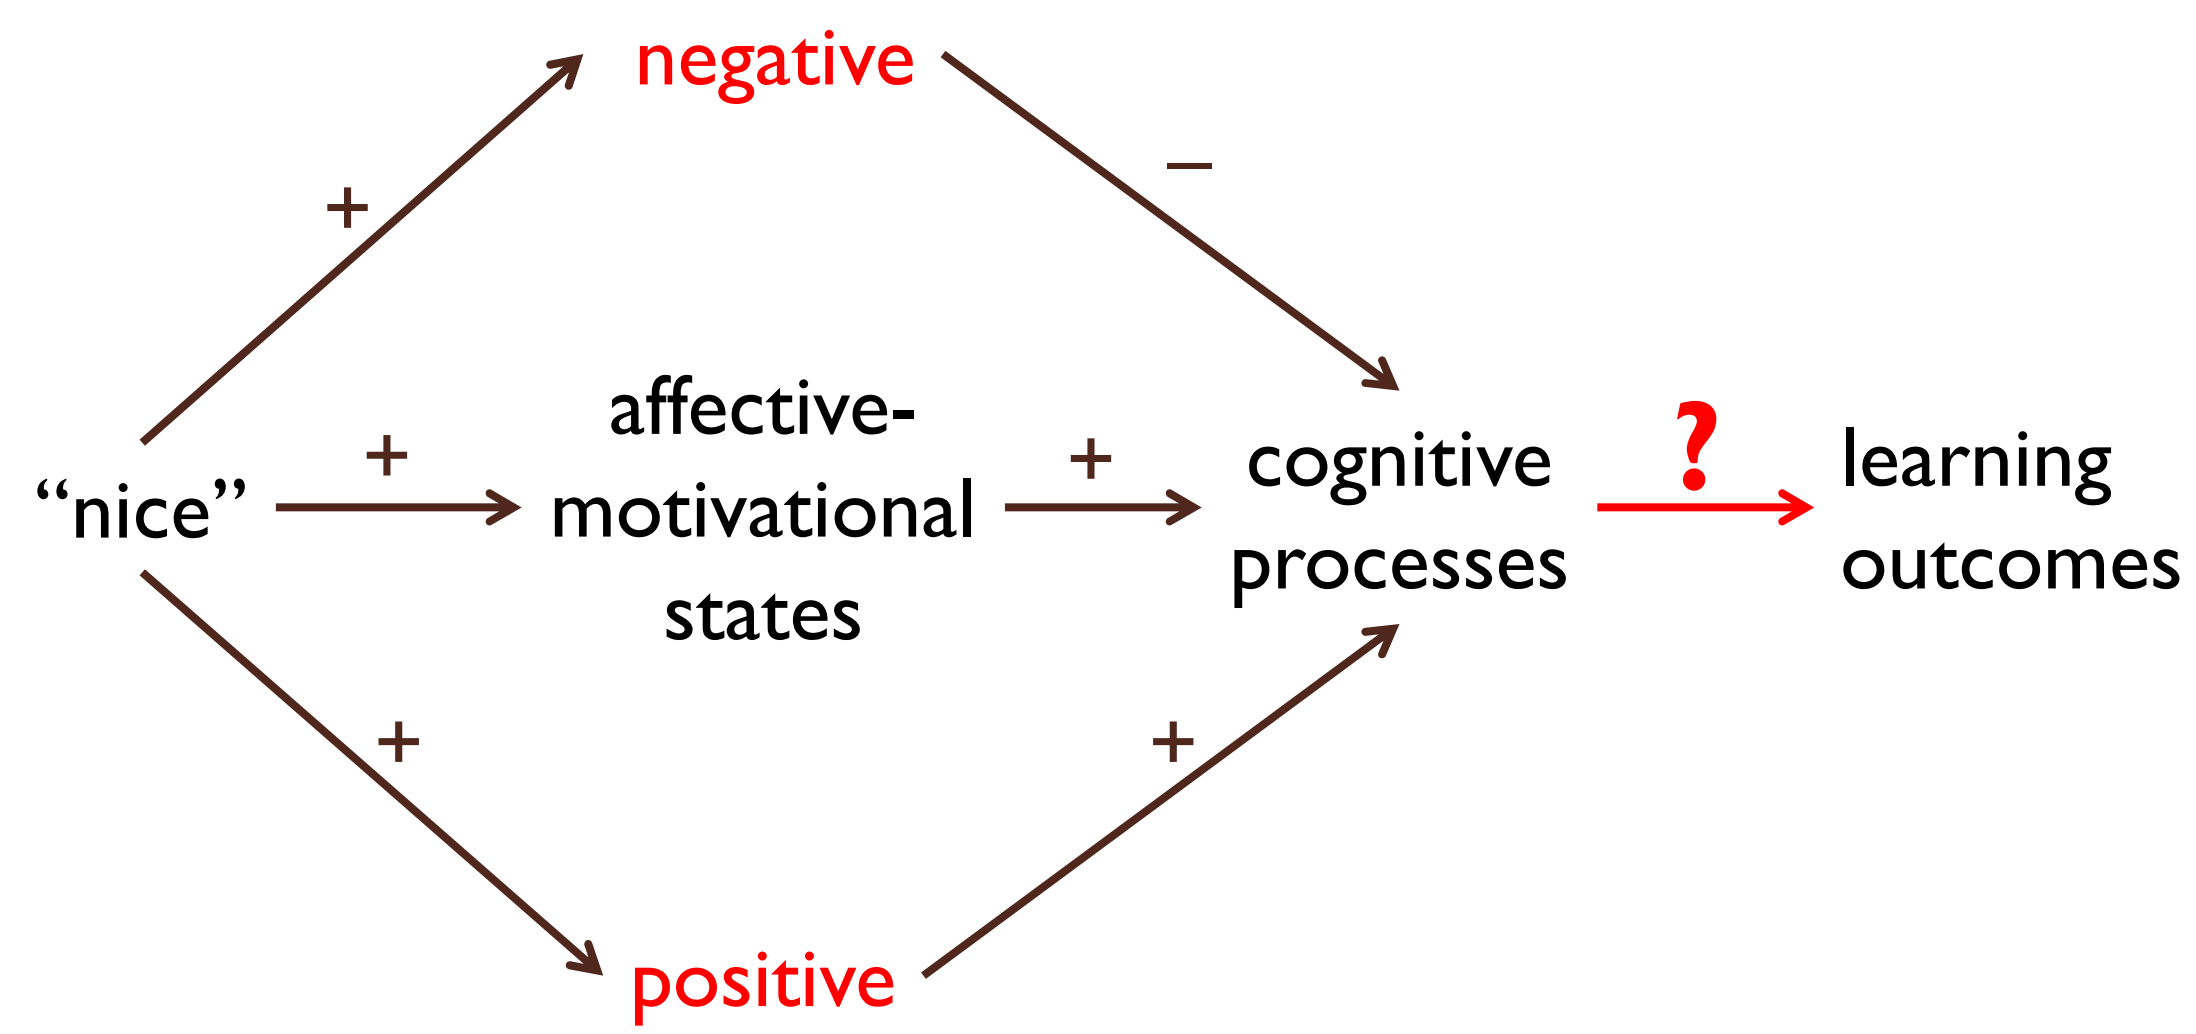 negative
–
+
affective-
+
+
?
cognitive
learning
“nice”
motivational
processes
outcomes
states
+
+
positive